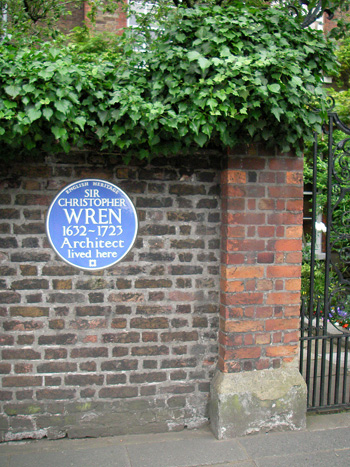 ENGLISH HERITAGE
SIR
CHRISTOPHER
WREN
1632~1723
Architect
lived here